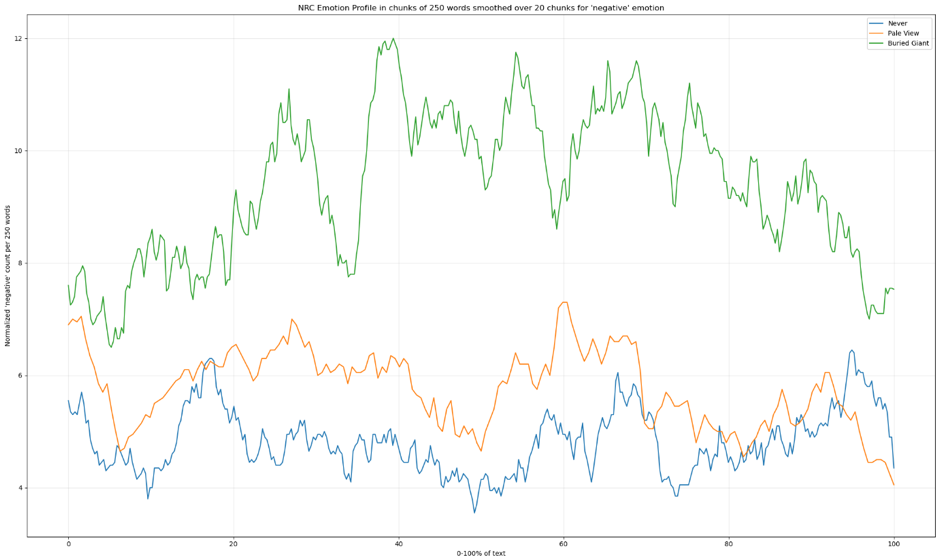 NRC Emotion Profile in chunks of 250 words smoothed over 20 chunks for 'negative' emotion
Never
Pale View
Buried Giant
12
10
8
6
4
Normalized 'negative' count per 250 words
0
20
40
60
80
100
0-100% of text